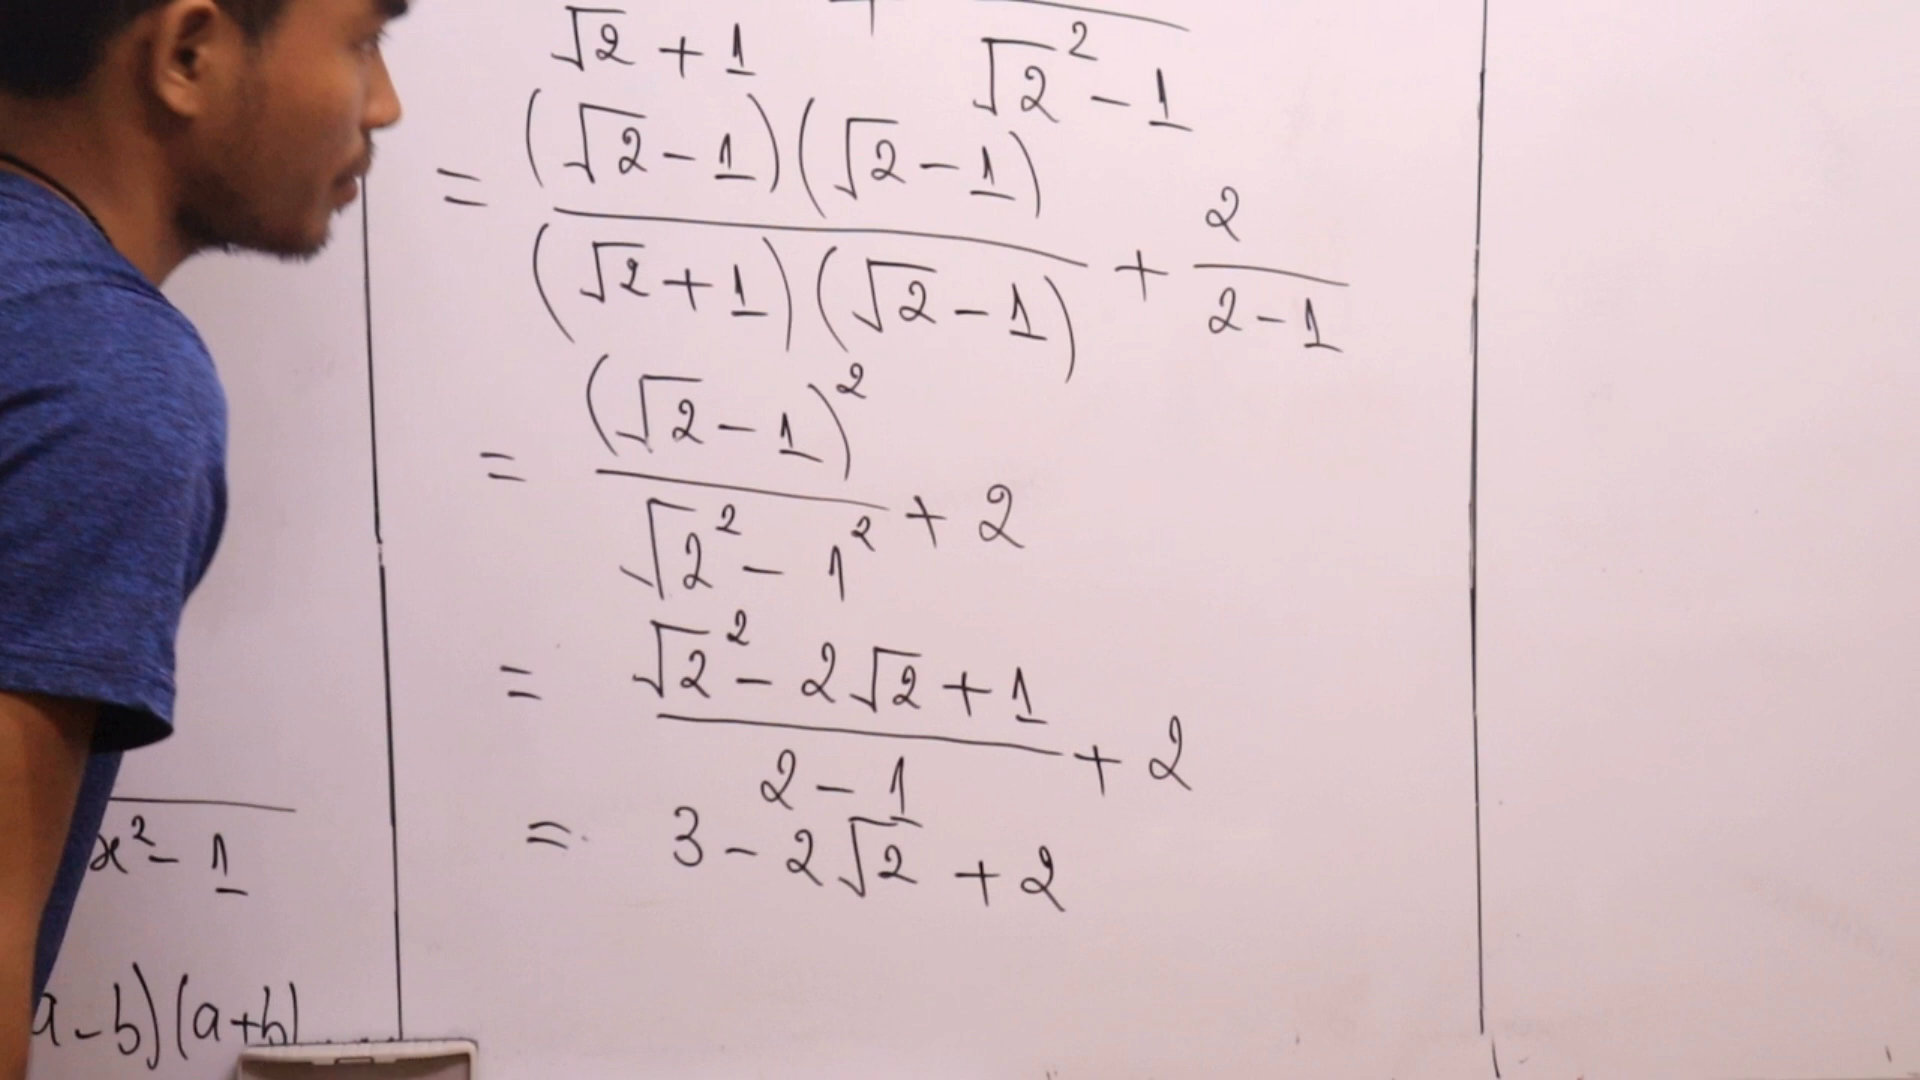 √2 + 1 + √2² - 1
= (√2 - 1)(√2 - 1) / (√2 + 1)(√2 - 1) + 2 / 2 - 1
= (√2 - 1)² / √2² - 1² + 2
= √2² - 2√2 + 1 / 2 - 1 + 2
= 3 - 2√2 + 2
x² - 1
a - b)(a + b)